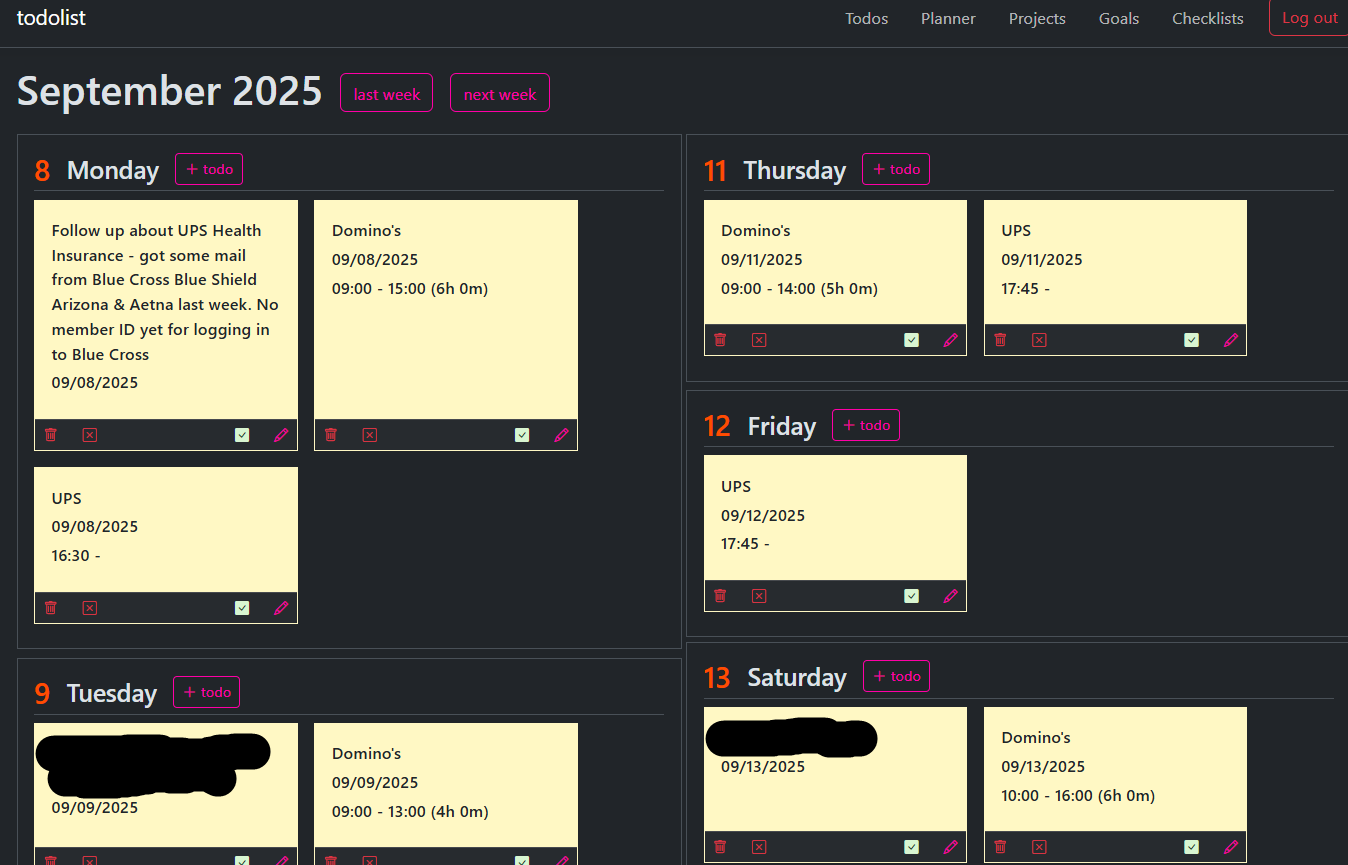 todolist
Todos
Planner
Projects
Goals
Checklists
Log out
September 2025
last week
next week
8 Monday
+ todo
Follow up about UPS Health
Insurance - got some mail
from Blue Cross Blue Shield
Arizona & Aetna last week. No
member ID yet for logging in
to Blue Cross
09/08/2025
Domino's
09/08/2025
09:00 - 15:00 (6h 0m)
UPS
09/08/2025
16:30 -
9 Tuesday
+ todo
09/09/2025
Domino's
09/09/2025
09:00 - 13:00 (4h 0m)
11 Thursday
+ todo
Domino's
09/11/2025
09:00 - 14:00 (5h 0m)
UPS
09/11/2025
17:45 -
12 Friday
+ todo
UPS
09/12/2025
17:45 -
13 Saturday
+ todo
09/13/2025
Domino's
09/13/2025
10:00 - 16:00 (6h 0m)